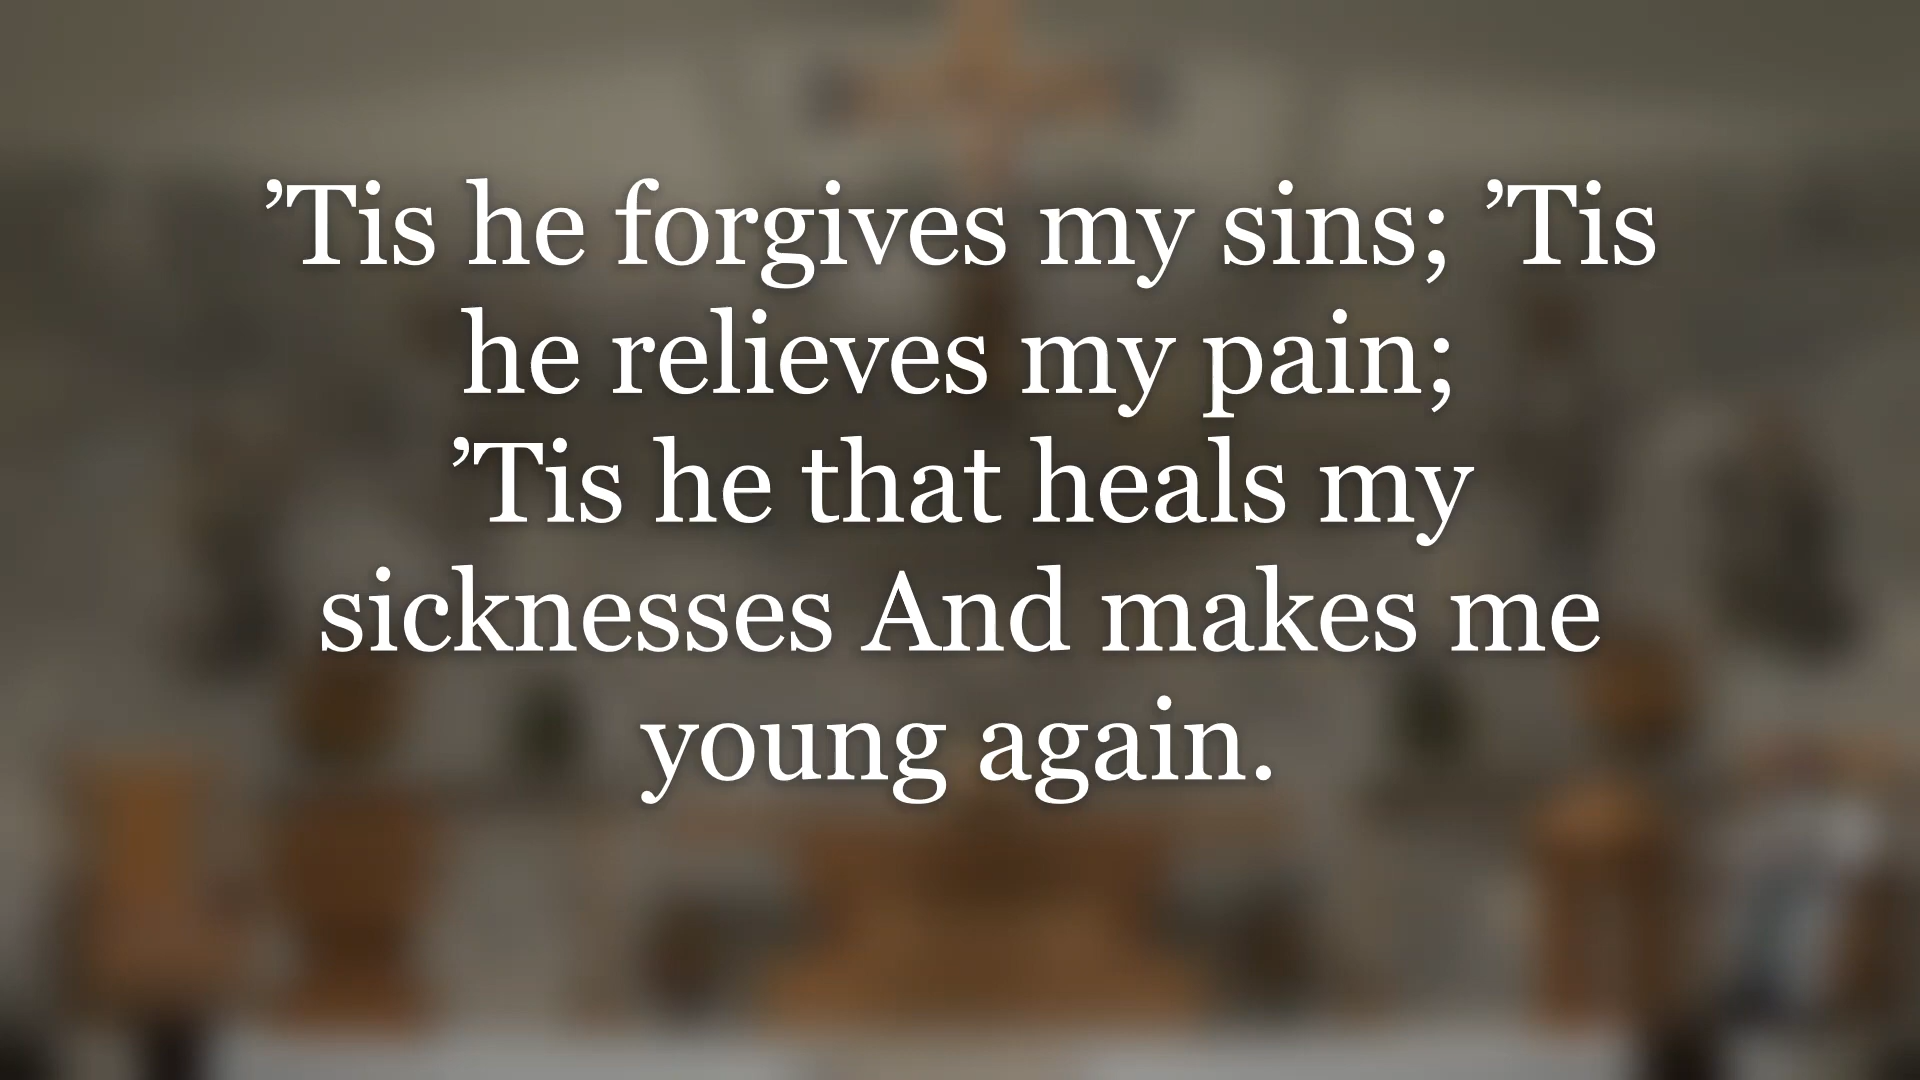 ’Tis he forgives my sins; ’Tis
he relieves my pain;
’Tis he that heals my
sicknesses And makes me
young again.